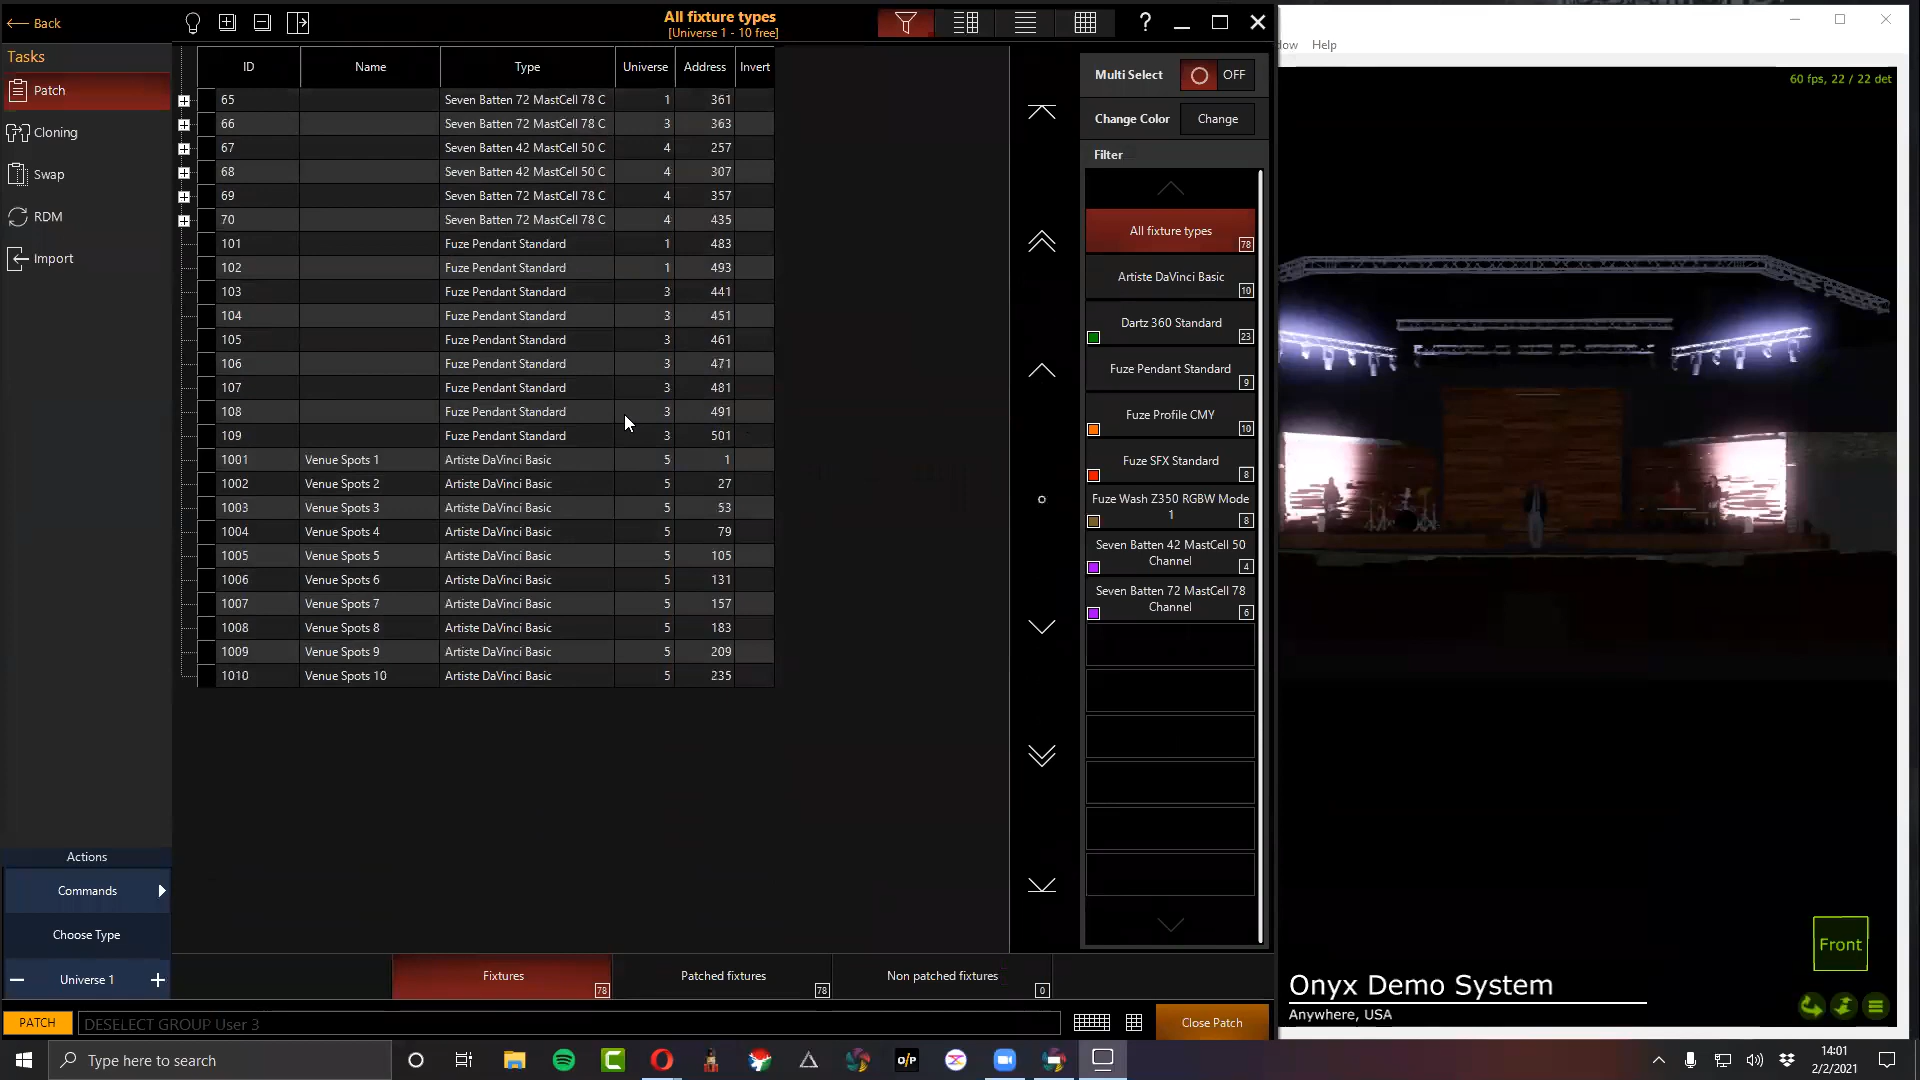 Back
All fixture types
[Universe 1 - 10 free]
?
Help
60 fps, 22 / 22 det
Tasks
Patch
Cloning
Swap
RDM
Import
ID Name Type Universe Address Invert
65 Seven Batten 72 MastCell 78 C 1 361
66 Seven Batten 72 MastCell 78 C 3 363
67 Seven Batten 42 MastCell 50 C 4 257
68 Seven Batten 42 MastCell 50 C 4 307
69 Seven Batten 72 MastCell 78 C 4 357
70 Seven Batten 72 MastCell 78 C 4 435
101 Fuze Pendant Standard 1 483
102 Fuze Pendant Standard 1 493
103 Fuze Pendant Standard 3 441
104 Fuze Pendant Standard 3 451
105 Fuze Pendant Standard 3 461
106 Fuze Pendant Standard 3 471
107 Fuze Pendant Standard 3 481
108 Fuze Pendant Standard 3 491
109 Fuze Pendant Standard 3 501
1001 Venue Spots 1 Artiste DaVinci Basic 5 1
1002 Venue Spots 2 Artiste DaVinci Basic 5 27
1003 Venue Spots 3 Artiste DaVinci Basic 5 53
1004 Venue Spots 4 Artiste DaVinci Basic 5 79
1005 Venue Spots 5 Artiste DaVinci Basic 5 105
1006 Venue Spots 6 Artiste DaVinci Basic 5 131
1007 Venue Spots 7 Artiste DaVinci Basic 5 157
1008 Venue Spots 8 Artiste DaVinci Basic 5 183
1009 Venue Spots 9 Artiste DaVinci Basic 5 209
1010 Venue Spots 10 Artiste DaVinci Basic 5 235
Multi Select OFF
Change Color Change
Filter
All fixture types
78
Artiste DaVinci Basic
10
Dartz 360 Standard
23
Fuze Pendant Standard
9
Fuze Profile CMY
10
Fuze SFX Standard
8
Fuze Wash Z350 RGBW Mode
1
8
Seven Batten 42 MastCell 50
Channel
4
Seven Batten 72 MastCell 78
Channel
6
Actions
Commands
Choose Type
Universe 1
Fixtures
78
Patched fixtures
78
Non patched fixtures
0
PATCH
DESELECT GROUP User 3
Close Patch
Front
Onyx Demo System
Anywhere, USA
Type here to search
o/p
14:01
2/2/2021